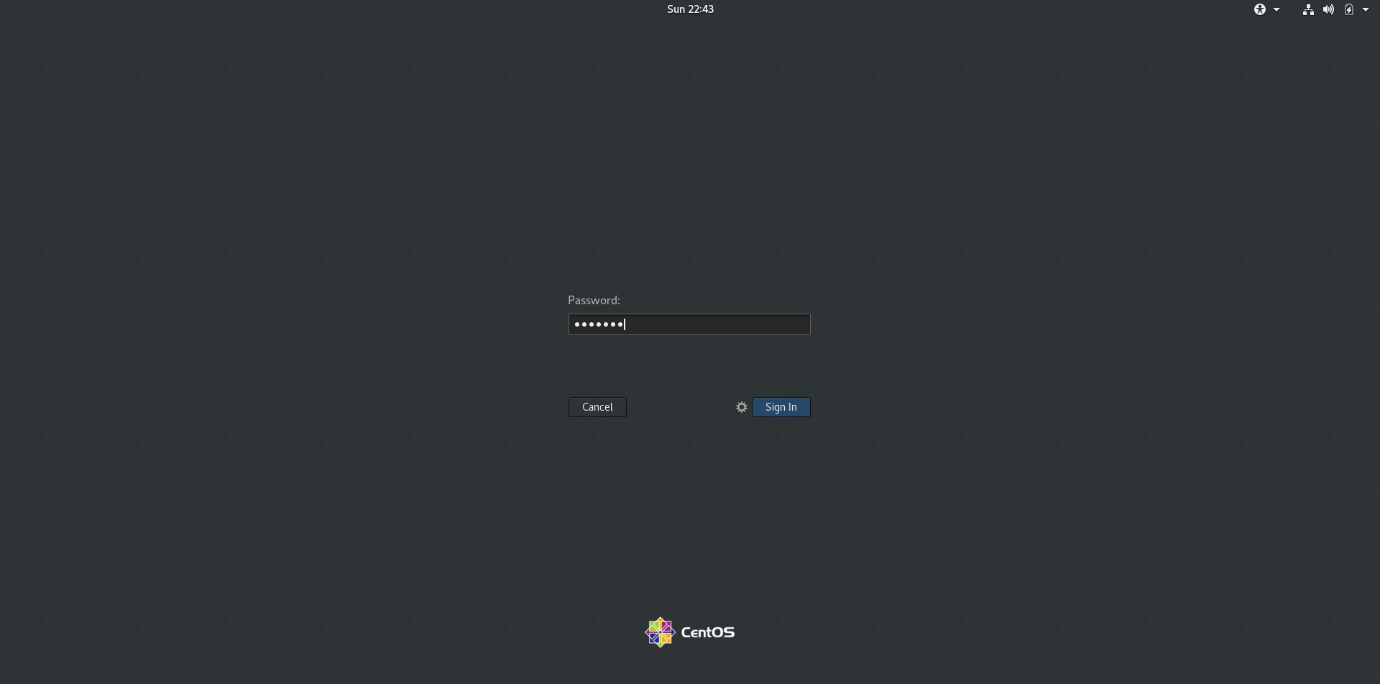 Sun 22:43
Password:
•••••••
Cancel
Sign In
CentOS